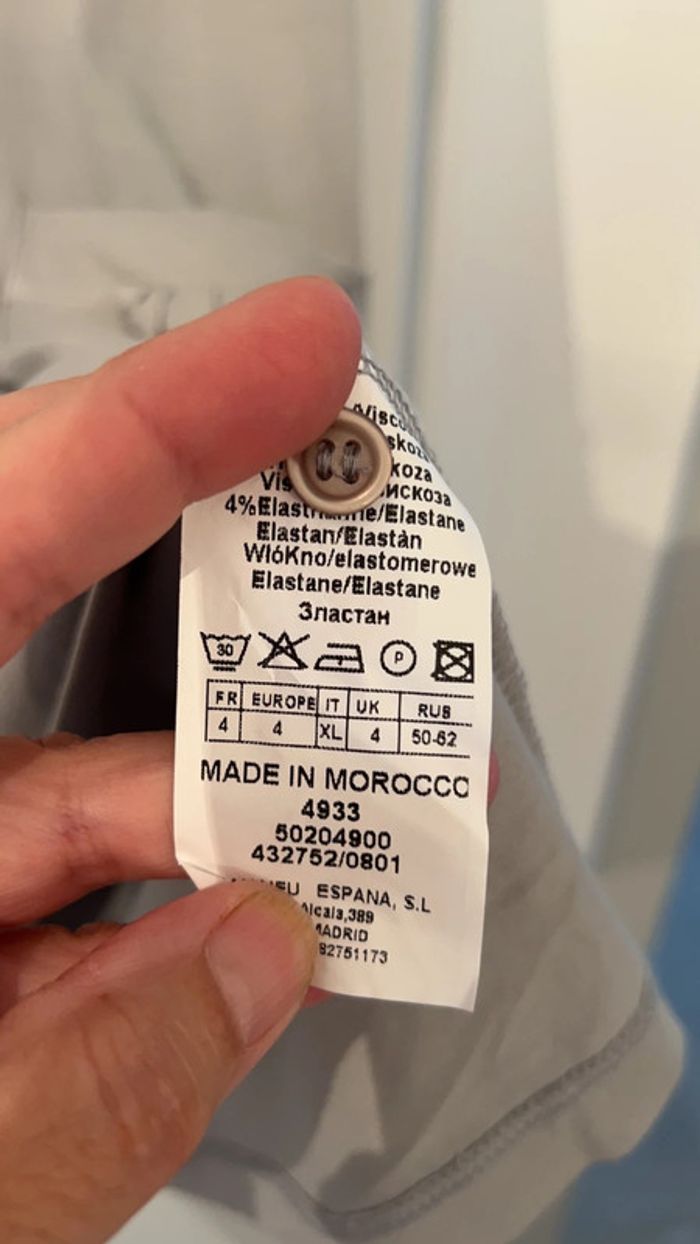 4% Elastane
Elastan/Elastàn
WłóKno/elastomerowe
Elastane/Elastane
Эластан
30
P
FR EUROPE IT UK RUS
4 4 XL 4 50-52
MADE IN MOROCCO
4933
50204900
432752/0801
ESPANA, S.L
Alcala,389
MADRID
82751173